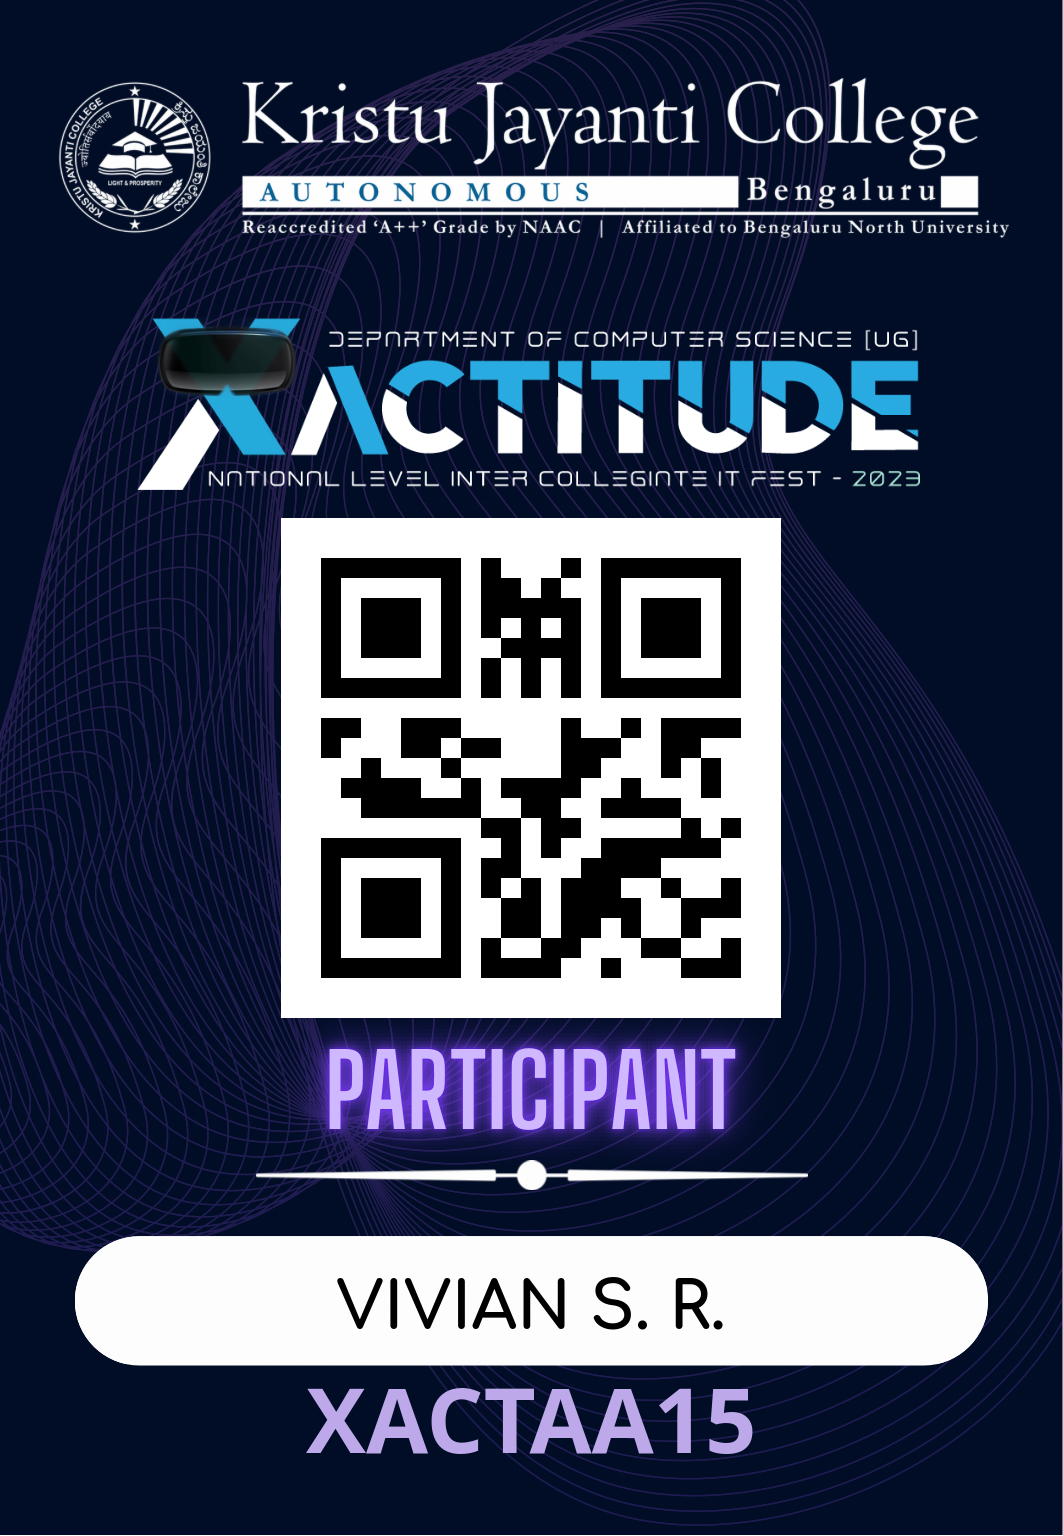 KRISTU JAYANTI COLLEGE
LIGHT & PROSPERITY
Kristu Jayanti College
AUTONOMOUS Bengaluru
Reaccredited ‘A++’ Grade by NAAC | Affiliated to Bengaluru North University
DEPARTMENT OF COMPUTER SCIENCE [UG]
XACTITUDE
NATIONAL LEVEL INTER COLLEGIATE IT FEST - 2023
PARTICIPANT
VIVIAN S. R.
XACTAA15